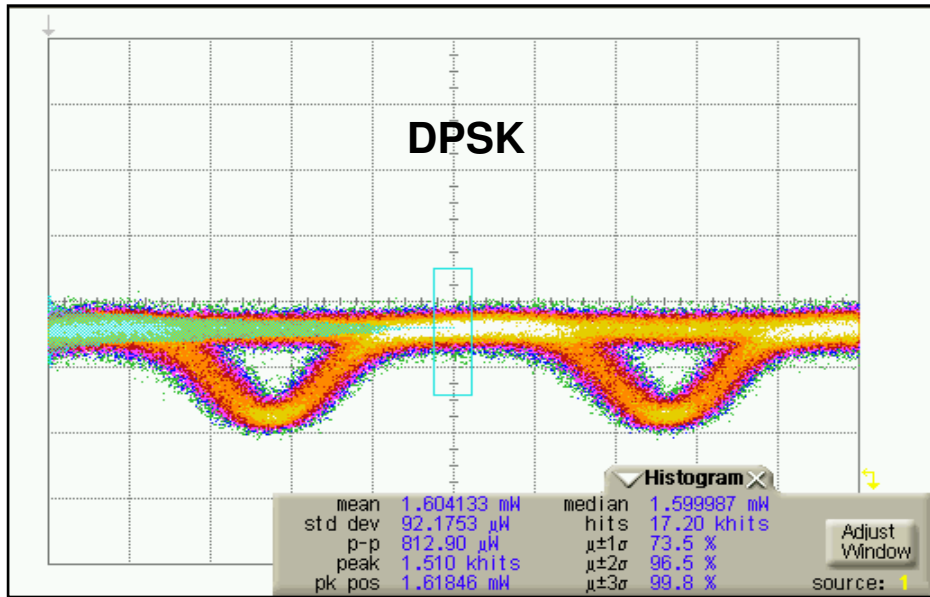 DPSK
Histogram
mean 1.604133 mW median 1.599987 mW
std dev 92.1753 μW hits 17.20 khits
p-p 812.90 μW μ±1σ 73.5 %
peak 1.510 khits μ±2σ 96.5 %
pk pos 1.61846 mW μ±3σ 99.8 %
Adjust
Window
source: 1